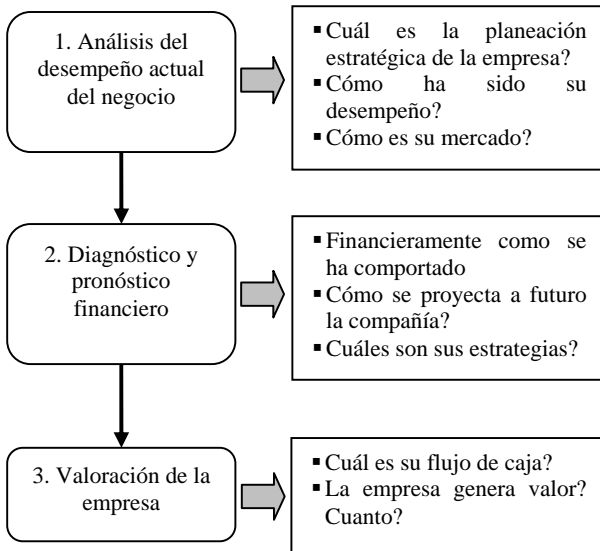 1. Análisis del
desempeño actual
del negocio
▪ Cuál es la planeación
estratégica de la empresa?
▪ Cómo ha sido su
desempeño?
▪ Cómo es su mercado?
2. Diagnóstico y
pronóstico
financiero
▪ Financieramente como se
ha comportado
▪ Cómo se proyecta a futuro
la compañía?
▪ Cuáles son sus estrategias?
3. Valoración de la
empresa
▪ Cuál es su flujo de caja?
▪ La empresa genera valor?
Cuanto?